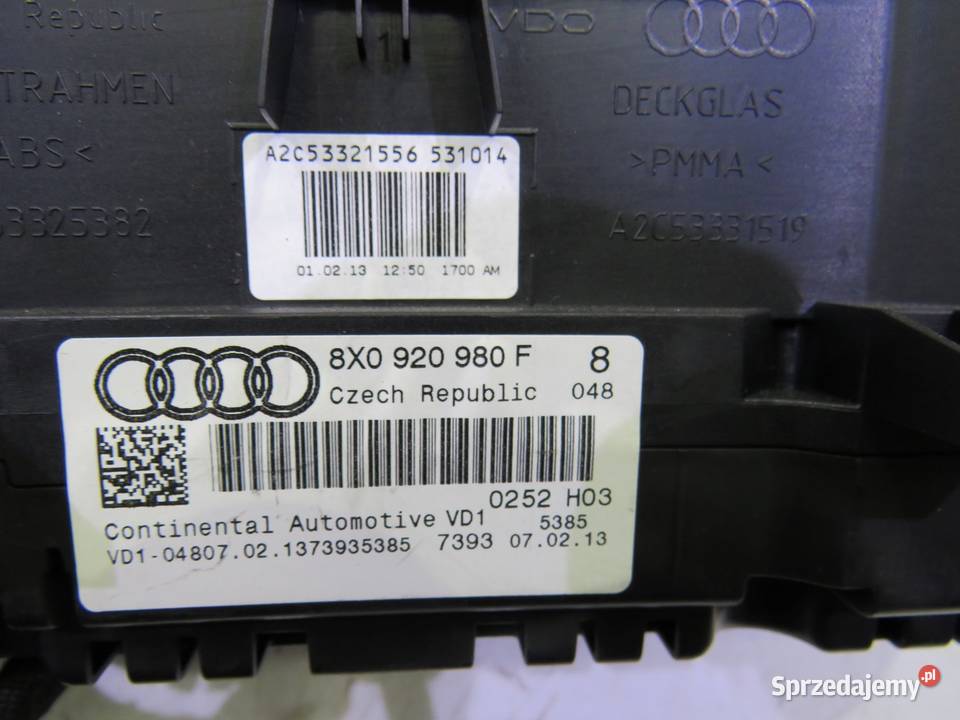 Republic
VDO
1
TRAHMEN
DECKGLAS
ABS<
>PMMA<
53325382
A2C53331519
A2C53321556 531014
01.02.13 12:50 1700 AM
8X0 920 980 F 8
Czech Republic 048
0252 H03
Continental Automotive VD1 5385
VD1-04807.02.1373935385 7393 07.02.13
Sprzedajemy.pl